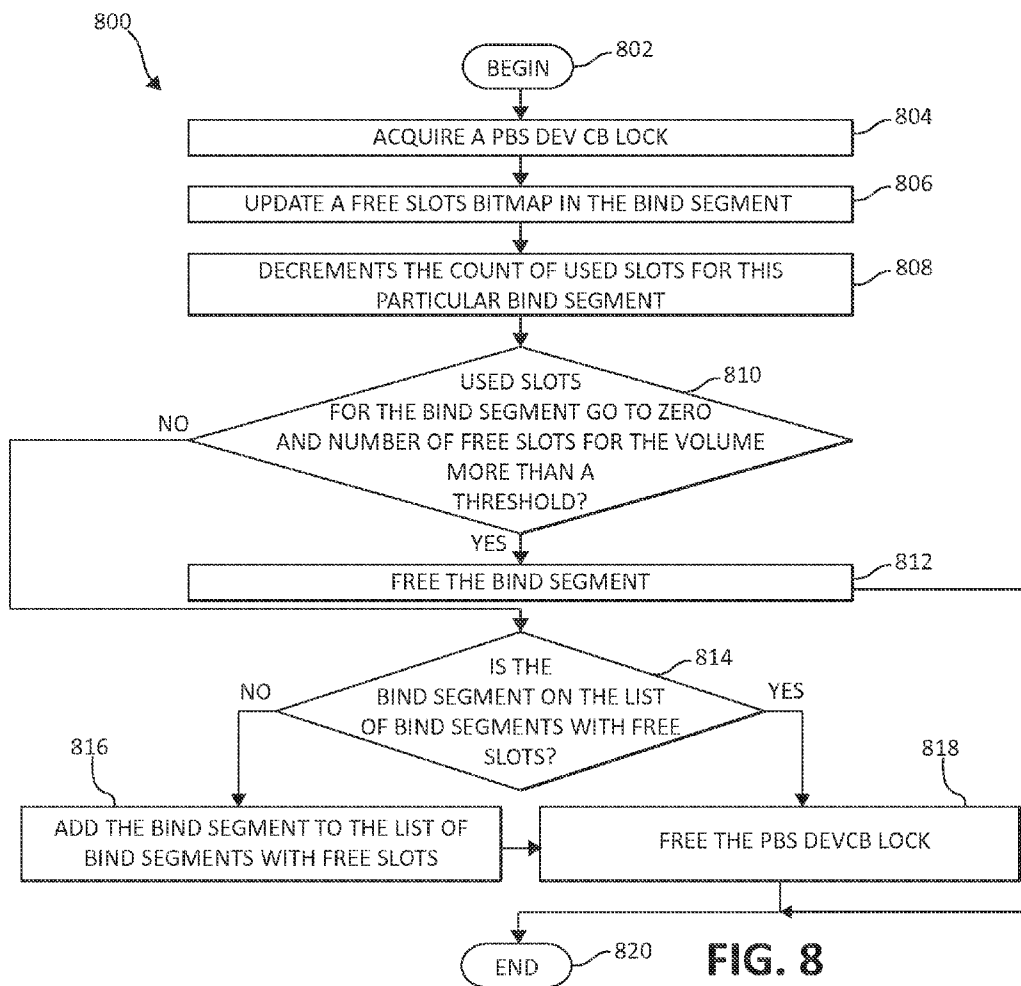 800
BEGIN
802
ACQUIRE A PBS DEV CB LOCK
804
UPDATE A FREE SLOTS BITMAP IN THE BIND SEGMENT
806
DECREMENTS THE COUNT OF USED SLOTS FOR THIS
PARTICULAR BIND SEGMENT
808
USED SLOTS
FOR THE BIND SEGMENT GO TO ZERO
AND NUMBER OF FREE SLOTS FOR THE VOLUME
MORE THAN A
THRESHOLD?
810
NO
YES
FREE THE BIND SEGMENT
812
IS THE
BIND SEGMENT ON THE LIST
OF BIND SEGMENTS WITH FREE
SLOTS?
814
NO
YES
816
ADD THE BIND SEGMENT TO THE LIST OF
BIND SEGMENTS WITH FREE SLOTS
818
FREE THE PBS DEVCB LOCK
END
820
FIG. 8